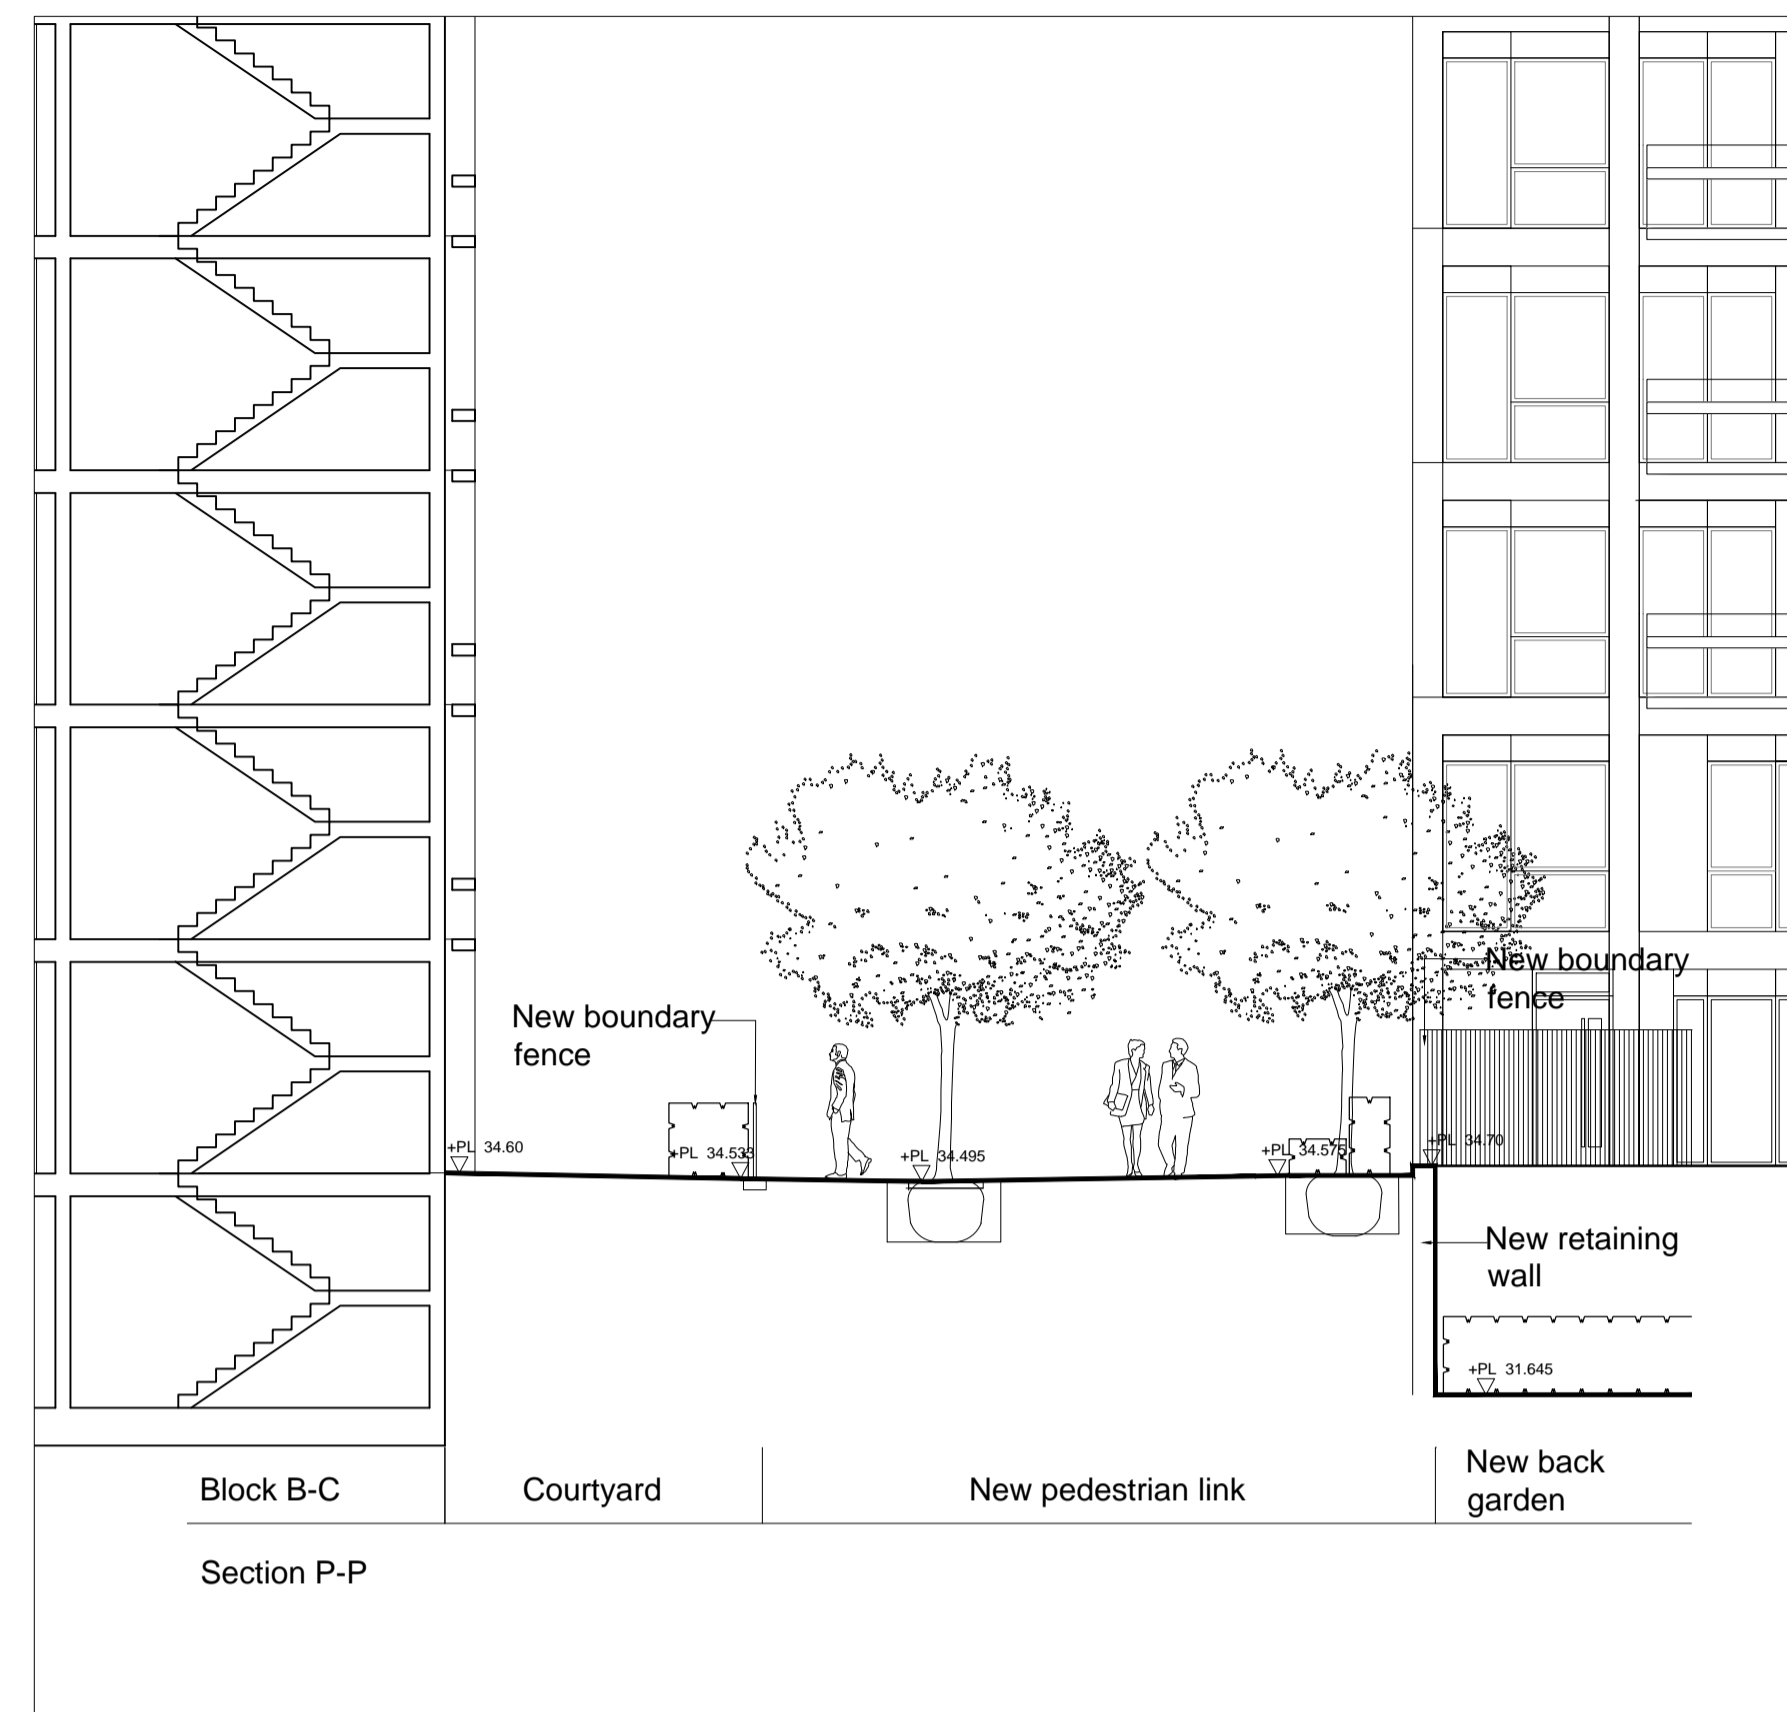 New boundary
fence
New boundary
fence
+PL 34.60
+PL 34.533
+PL 34.495
+PL 34.575
+PL 34.70
New retaining
wall
+PL 31.645
Block B-C
Courtyard
New pedestrian link
New back
garden
Section P-P